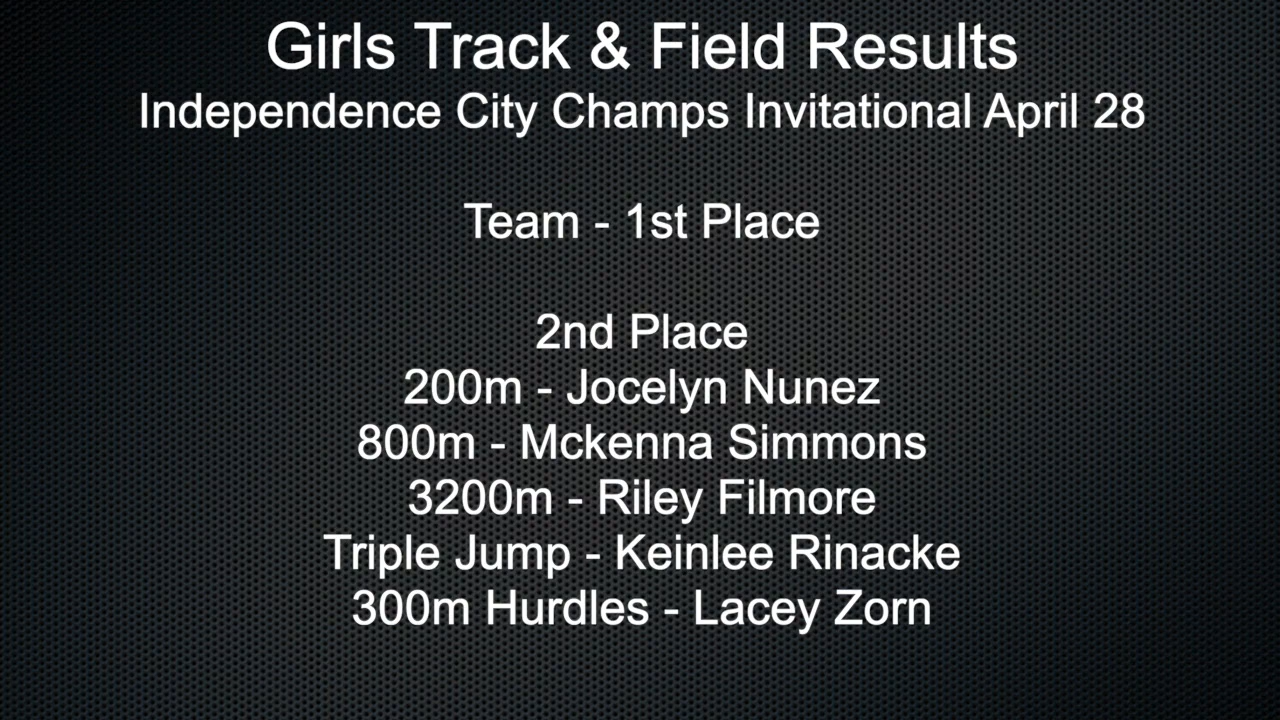 Girls Track & Field Results
Independence City Champs Invitational April 28
Team - 1st Place
2nd Place
200m - Jocelyn Nunez
800m - Mckenna Simmons
3200m - Riley Filmore
Triple Jump - Keinlee Rinacke
300m Hurdles - Lacey Zorn